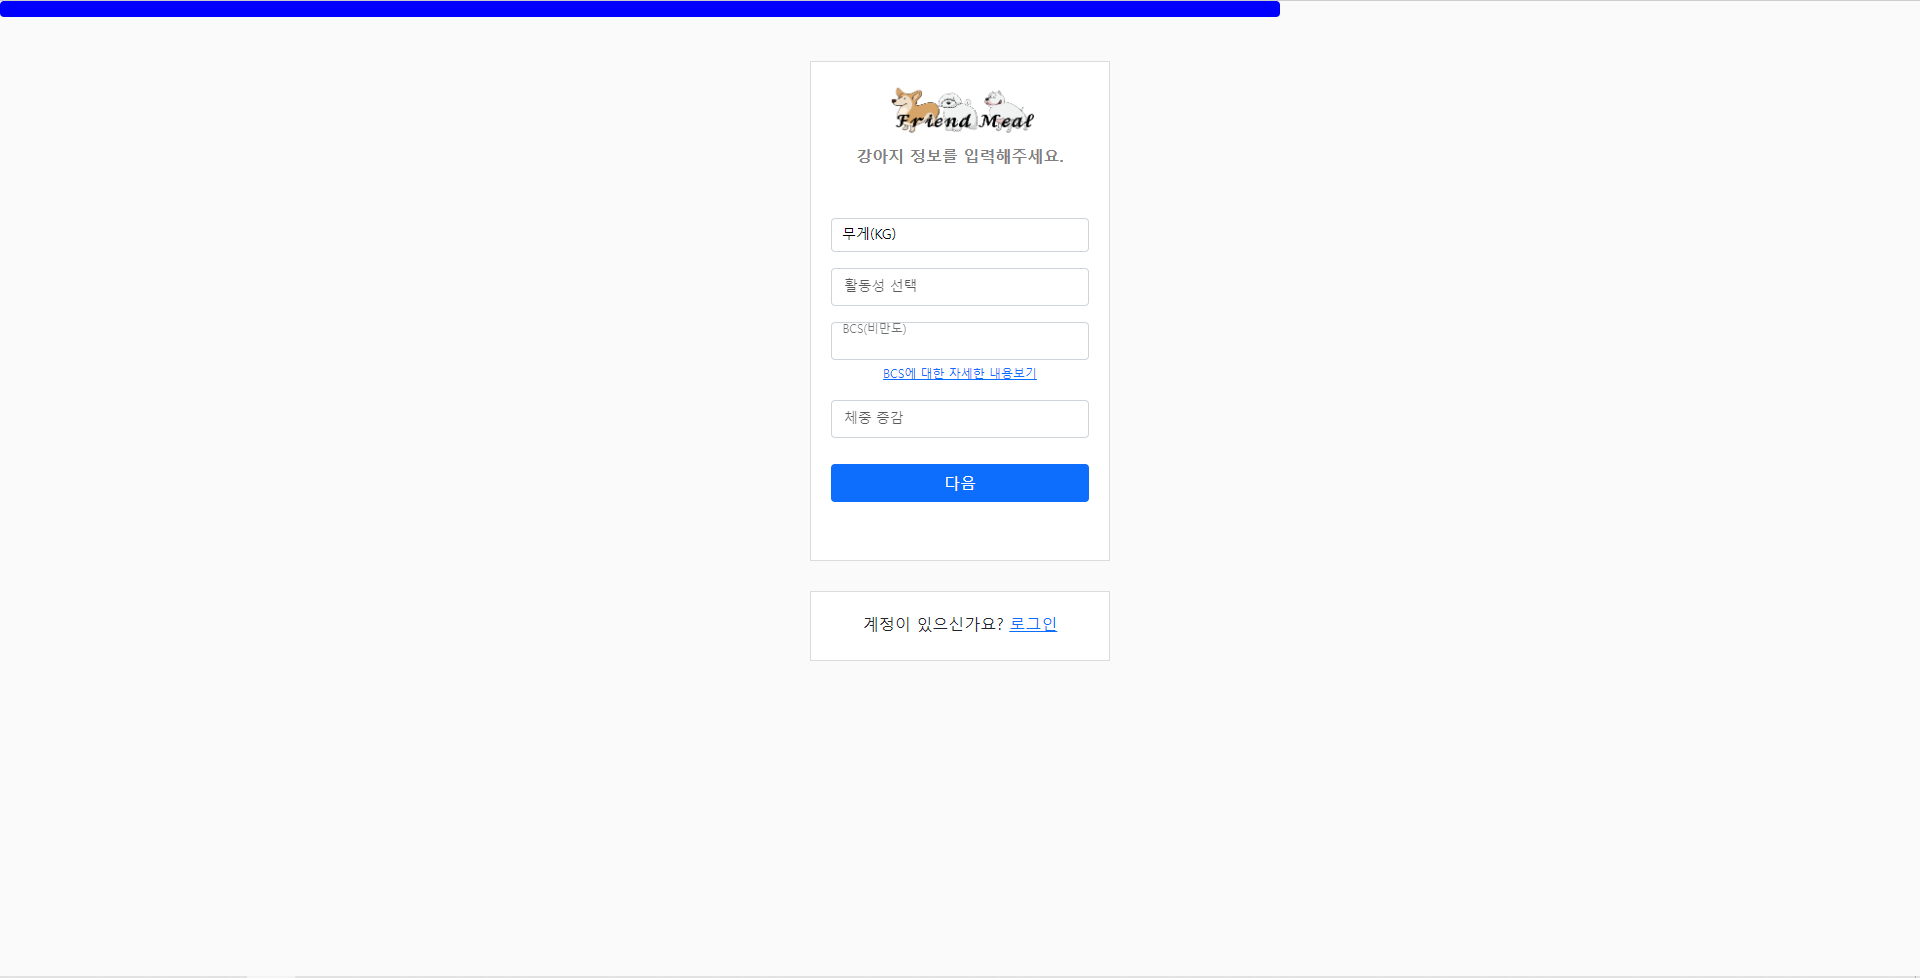 Friend Meal
강아지 정보를 입력해주세요.
무게(KG)
활동성 선택
BCS(비만도)
BCS에 대한 자세한 내용보기
체중 증감
다음
계정이 있으신가요? 로그인